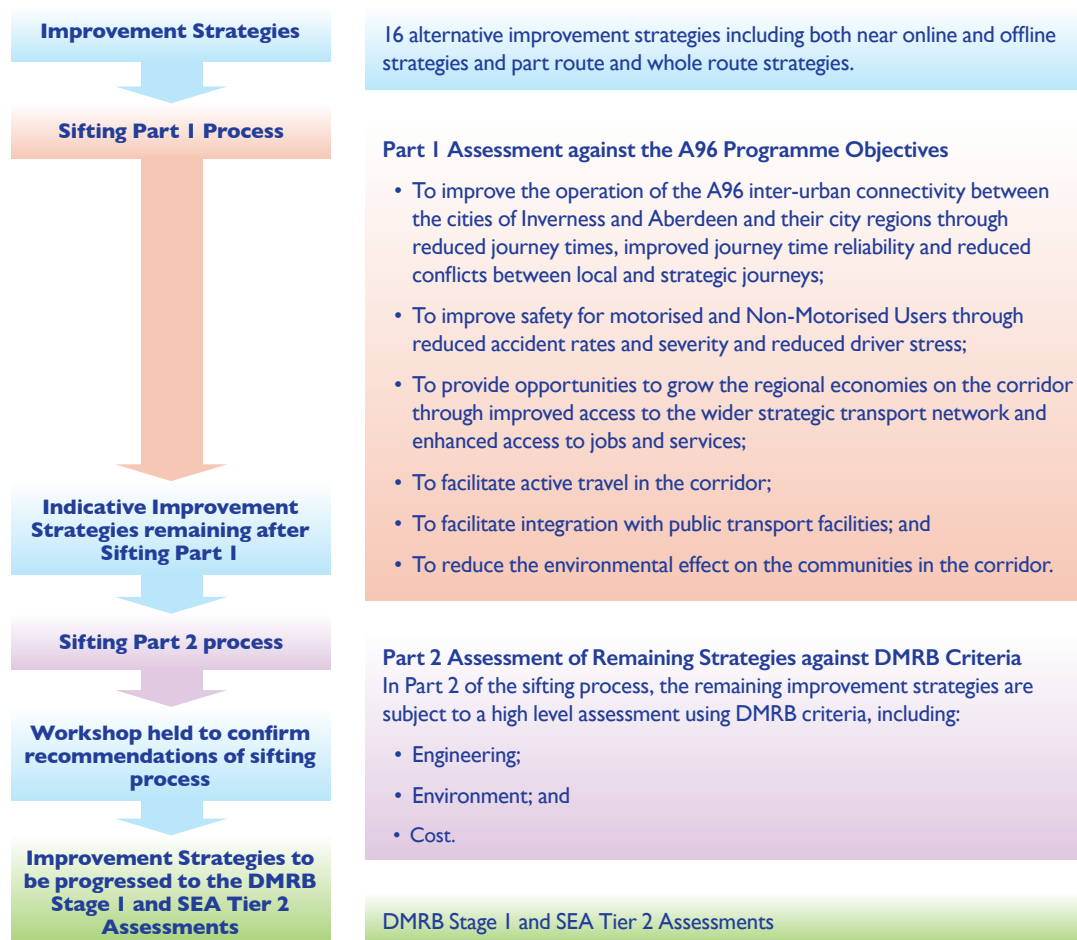 Improvement Strategies
16 alternative improvement strategies including both near online and offline
strategies and part route and whole route strategies.
Sifting Part 1 Process
Part 1 Assessment against the A96 Programme Objectives
• To improve the operation of the A96 inter-urban connectivity between
the cities of Inverness and Aberdeen and their city regions through
reduced journey times, improved journey time reliability and reduced
conflicts between local and strategic journeys;
• To improve safety for motorised and Non-Motorised Users through
reduced accident rates and severity and reduced driver stress;
• To provide opportunities to grow the regional economies on the corridor
through improved access to the wider strategic transport network and
enhanced access to jobs and services;
• To facilitate active travel in the corridor;
• To facilitate integration with public transport facilities; and
• To reduce the environmental effect on the communities in the corridor.
Indicative Improvement
Strategies remaining after
Sifting Part 1
Sifting Part 2 process
Part 2 Assessment of Remaining Strategies against DMRB Criteria
In Part 2 of the sifting process, the remaining improvement strategies are
subject to a high level assessment using DMRB criteria, including:
• Engineering;
• Environment; and
• Cost.
Workshop held to confirm
recommendations of sifting
process
Improvement Strategies to
be progressed to the DMRB
Stage 1 and SEA Tier 2
Assessments
DMRB Stage 1 and SEA Tier 2 Assessments